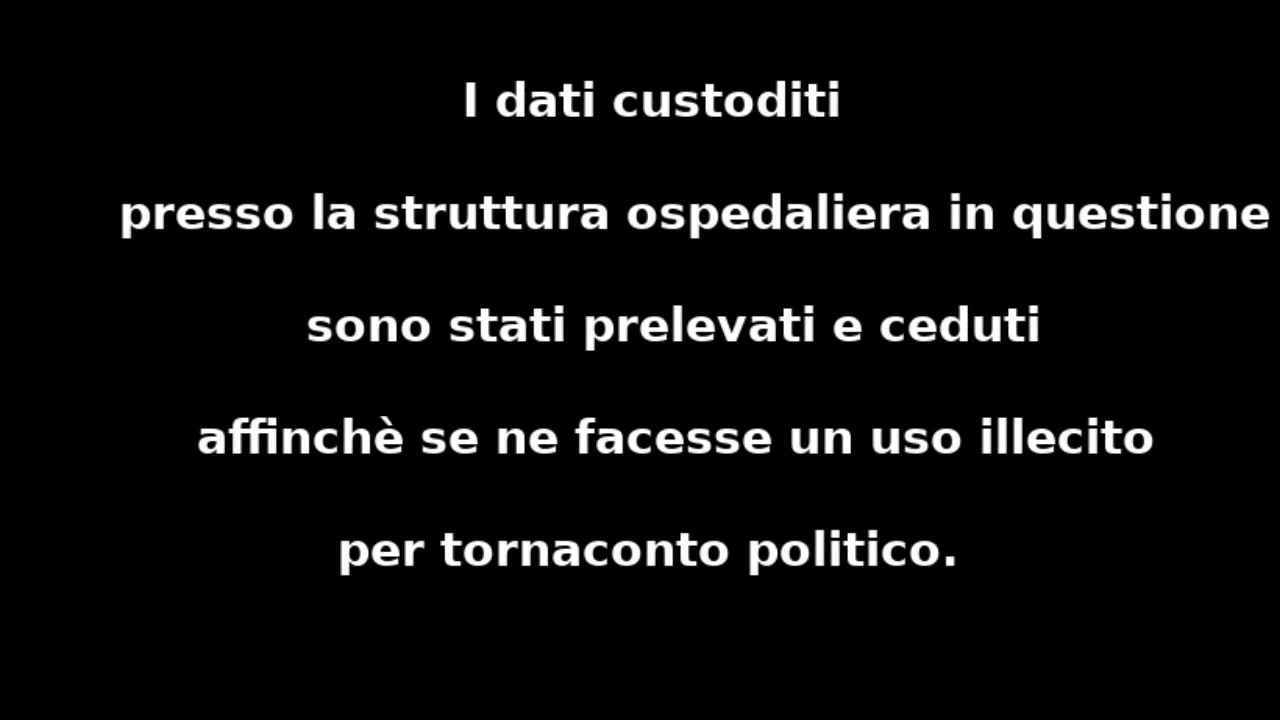 I dati custoditi
presso la struttura ospedaliera in questione
sono stati prelevati e ceduti
affinchè se ne facesse un uso illecito
per tornaconto politico.